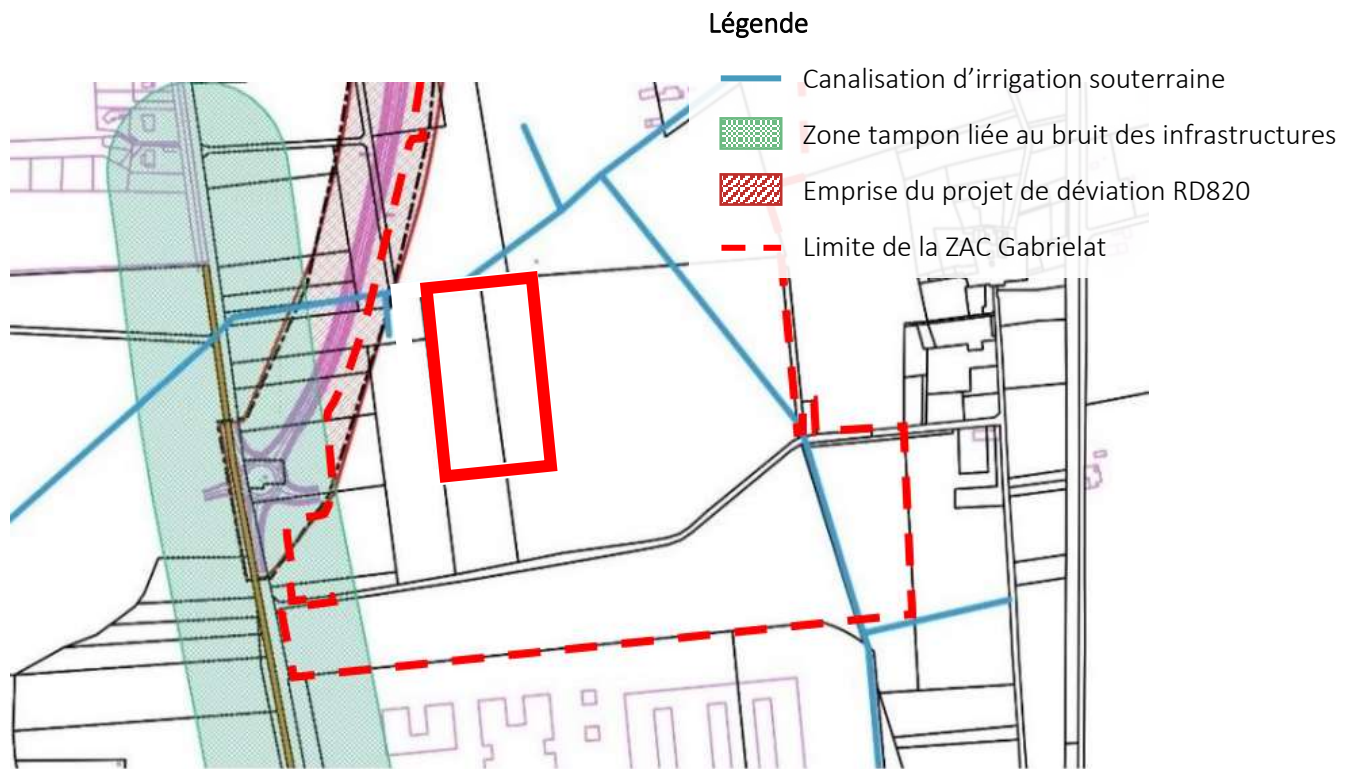 Légende
Canalisation d’irrigation souterraine
Zone tampon liée au bruit des infrastructures
Emprise du projet de déviation RD820
Limite de la ZAC Gabrielat